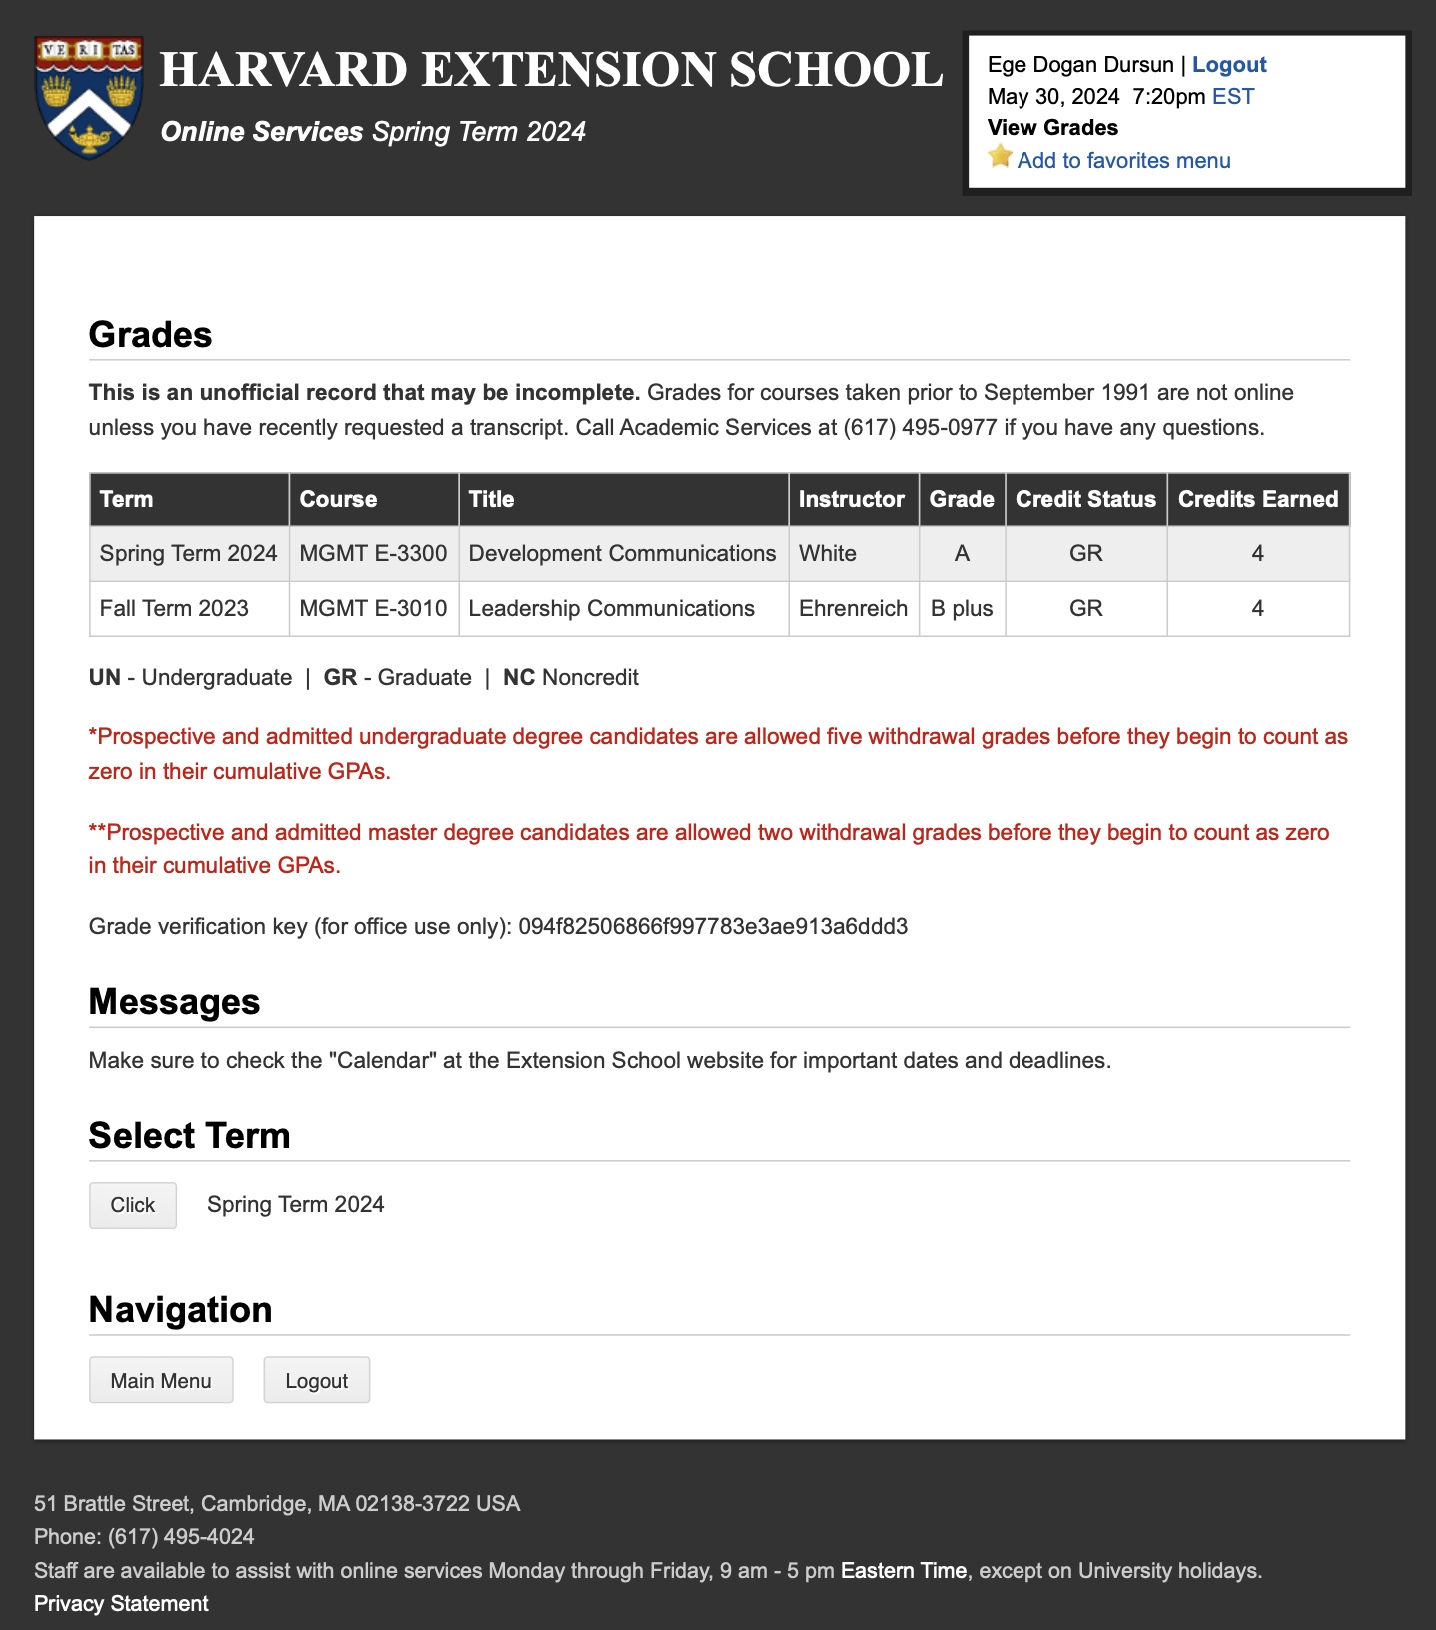 VE RI TAS
HARVARD EXTENSION SCHOOL
Online Services Spring Term 2024
Ege Dogan Dursun | Logout
May 30, 2024 7:20pm EST
View Grades
Add to favorites menu
Grades
This is an unofficial record that may be incomplete. Grades for courses taken prior to September 1991 are not online
unless you have recently requested a transcript. Call Academic Services at (617) 495-0977 if you have any questions.
Term Course Title Instructor Grade Credit Status Credits Earned
Spring Term 2024 MGMT E-3300 Development Communications White A GR 4
Fall Term 2023 MGMT E-3010 Leadership Communications Ehrenreich B plus GR 4
UN - Undergraduate | GR - Graduate | NC Noncredit
*Prospective and admitted undergraduate degree candidates are allowed five withdrawal grades before they begin to count as
zero in their cumulative GPAs.
**Prospective and admitted master degree candidates are allowed two withdrawal grades before they begin to count as zero
in their cumulative GPAs.
Grade verification key (for office use only): 094f82506866f997783e3ae913a6ddd3
Messages
Make sure to check the "Calendar" at the Extension School website for important dates and deadlines.
Select Term
Click Spring Term 2024
Navigation
Main Menu Logout
51 Brattle Street, Cambridge, MA 02138-3722 USA
Phone: (617) 495-4024
Staff are available to assist with online services Monday through Friday, 9 am - 5 pm Eastern Time, except on University holidays.
Privacy Statement